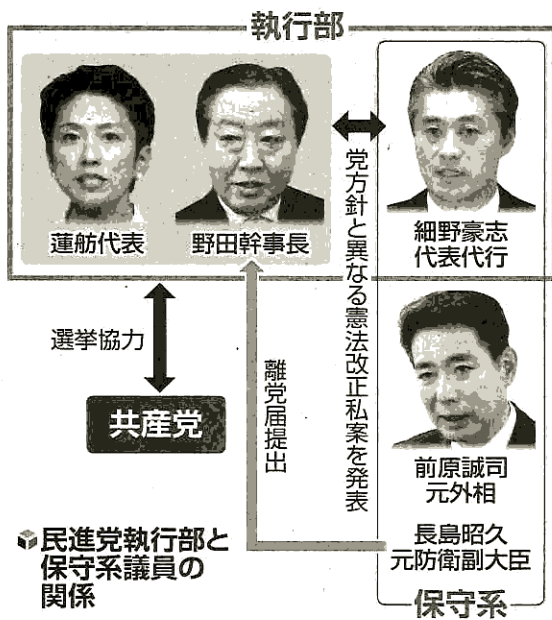 執行部
蓮舫代表
野田幹事長
細野豪志
代表代行
党方針と異なる憲法改正私案を発表
選挙協力
共産党
離党届提出
前原誠司
元外相
長島昭久
元防衛副大臣
保守系
民進党執行部と
保守系議員の
関係